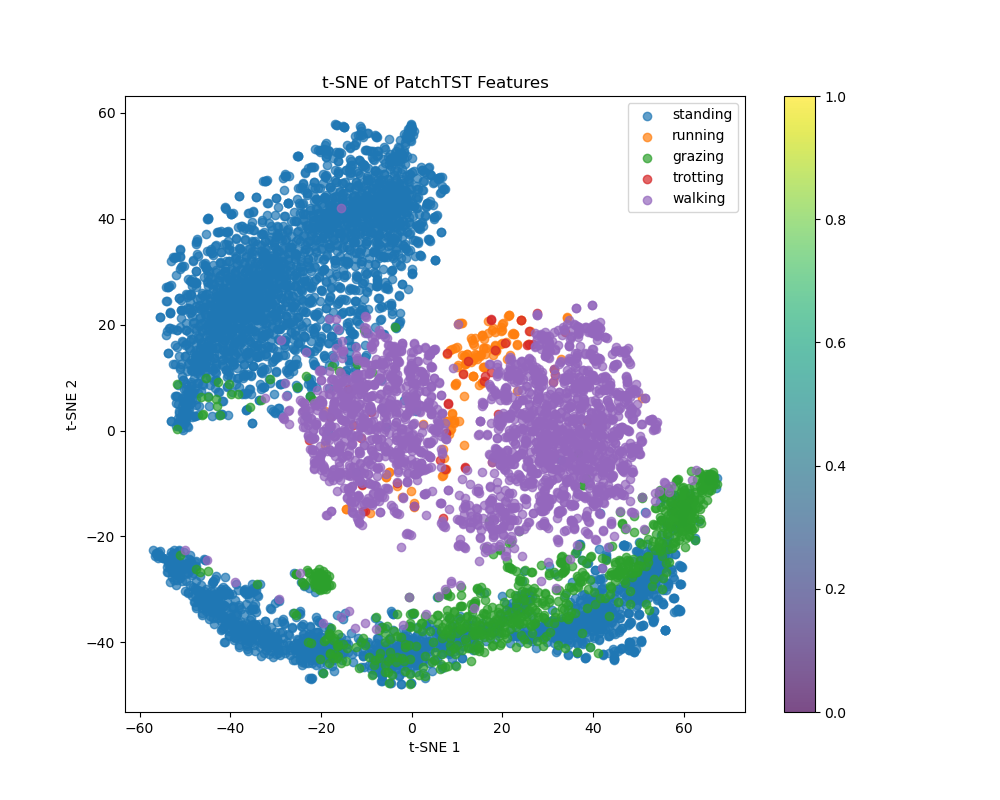 t-SNE of PatchTST Features
60
40
20
0
−20
−40
−60
−40
−20
0
20
40
60
t-SNE 1
t-SNE 2
standing
running
grazing
trotting
walking
1.0
0.8
0.6
0.4
0.2
0.0